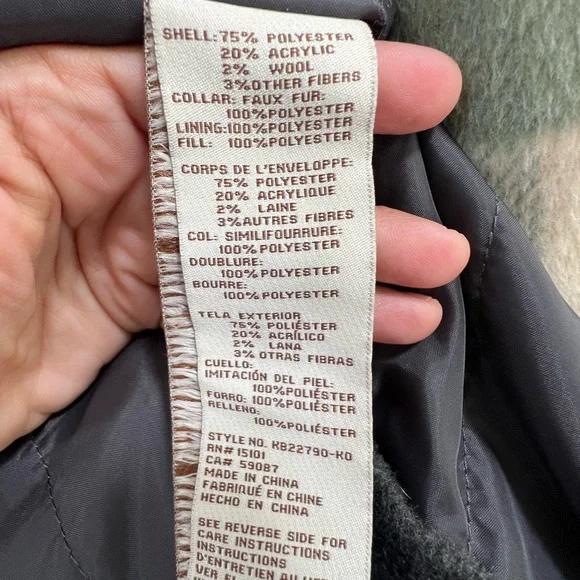 SHELL: 75% POLYESTER
20% ACRYLIC
2% WOOL
3% OTHER FIBERS
COLLAR: FAUX FUR:
100% POLYESTER
LINING: 100% POLYESTER
FILL: 100% POLYESTER
CORPS DE L'ENVELOPPE:
75% POLYESTER
20% ACRYLIQUE
2% LAINE
3% AUTRES FIBRES
COL: SIMILIFOURRURE:
100% POLYESTER
DOUBLURE:
100% POLYESTER
BOURRE:
100% POLYESTER
TELA EXTERIOR
75% POLIÉSTER
20% ACRÍLICO
2% LANA
3% OTRAS FIBRAS
CUELLO:
IMITACIÓN DEL PIEL:
100% POLIÉSTER
FORRO: 100% POLIÉSTER
RELLENO:
100% POLIÉSTER
STYLE NO. KB22790-KO
RN# 15101
CA# 59087
MADE IN CHINA
FABRIQUÉ EN CHINE
HECHO EN CHINA
SEE REVERSE SIDE FOR
CARE INSTRUCTIONS
INSTRUCTIONS
D'ENTRETIEN AU
VER EL